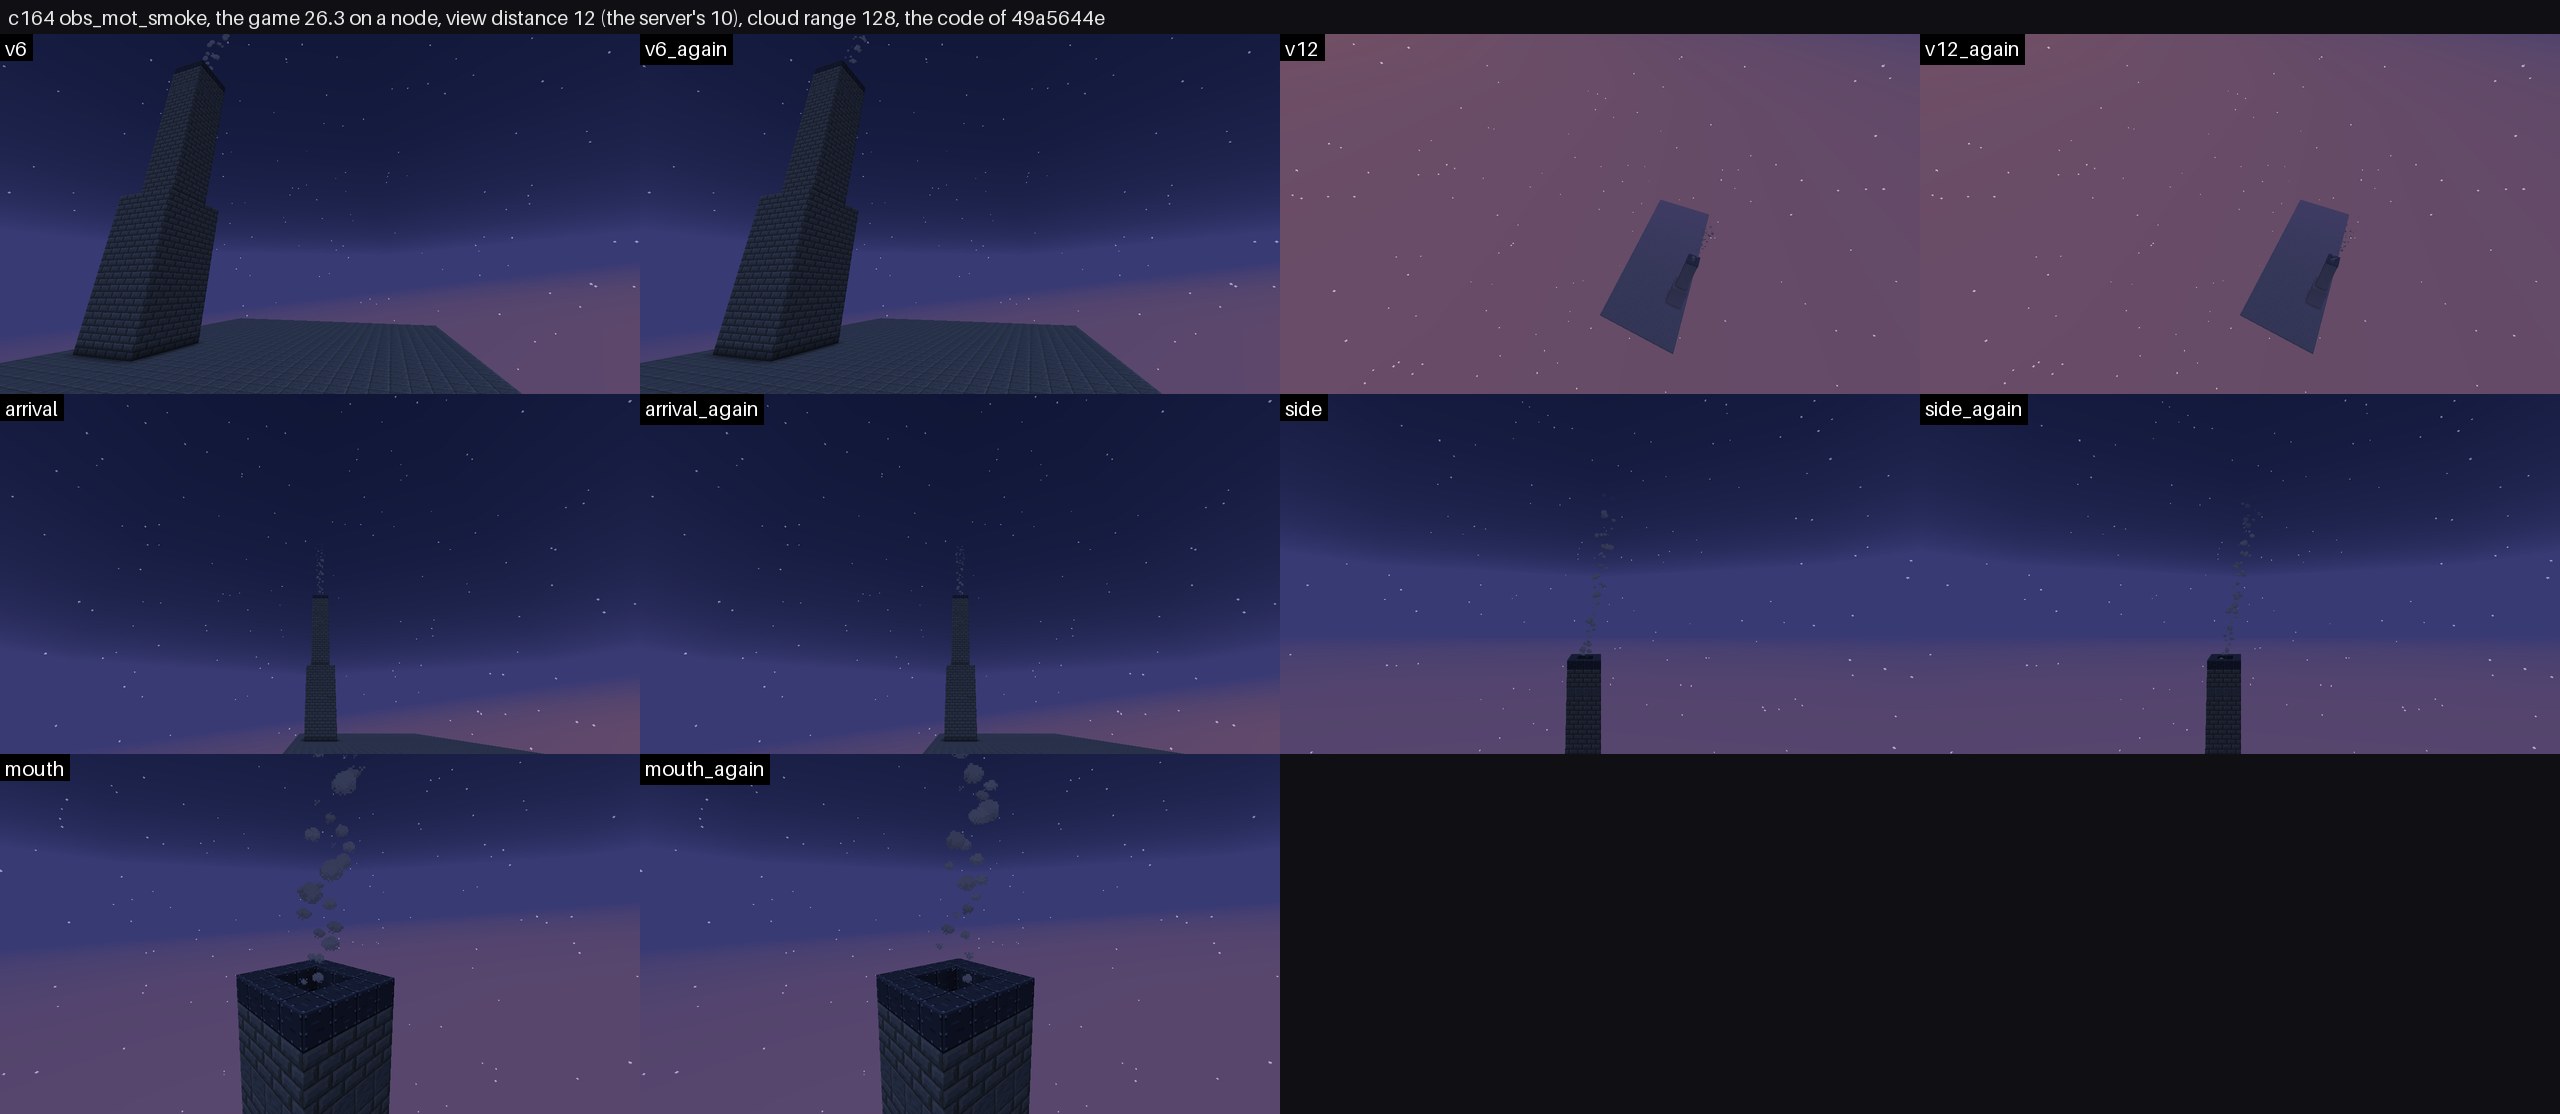 c164 obs_mot_smoke, the game 26.3 on a node, view distance 12 (the server's 10), cloud range 128, the code of 49a5644e
v6
v6_again
v12
v12_again
arrival
arrival_again
side
side_again
mouth
mouth_again